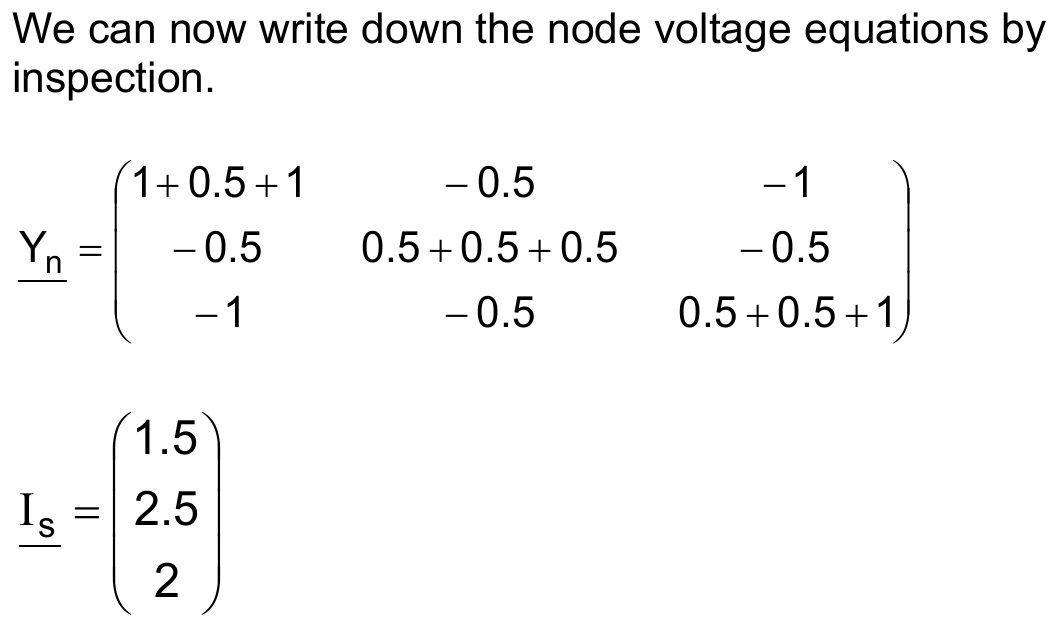 We can now write down the node voltage equations by
inspection.
1+ 0.5 + 1 − 0.5 − 1
Yn = − 0.5 0.5 + 0.5 + 0.5 − 0.5
− 1 − 0.5 0.5 + 0.5 + 1
1.5
Is = 2.5
2